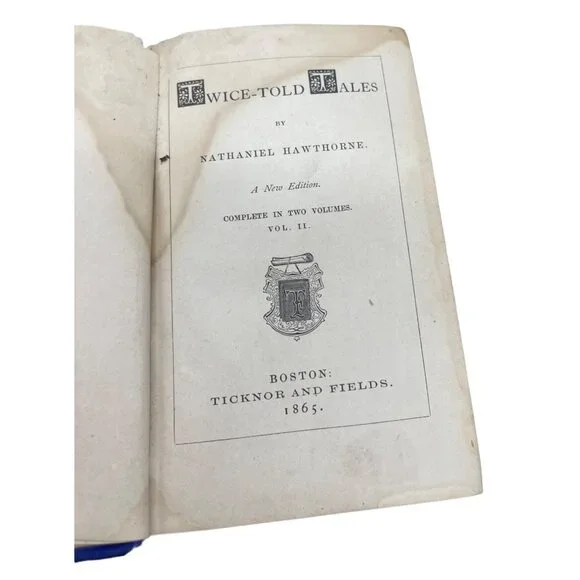 TWICE-TOLD TALES
BY
NATHANIEL HAWTHORNE.
A New Edition.
COMPLETE IN TWO VOLUMES.
VOL. II.
TF
BOSTON:
TICKNOR AND FIELDS.
1865.